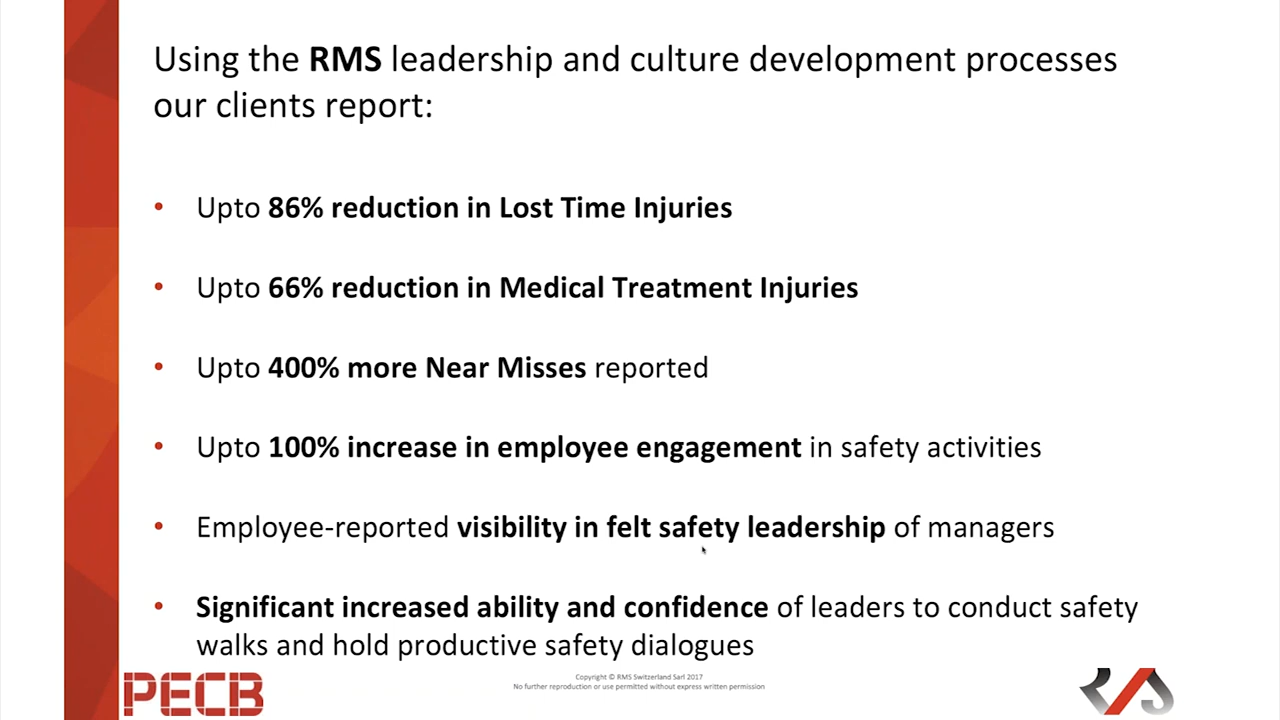 Using the RMS leadership and culture development processes
our clients report:
• Upto 86% reduction in Lost Time Injuries
• Upto 66% reduction in Medical Treatment Injuries
• Upto 400% more Near Misses reported
• Upto 100% increase in employee engagement in safety activities
• Employee-reported visibility in felt safety leadership of managers
• Significant increased ability and confidence of leaders to conduct safety
walks and hold productive safety dialogues
PECB
Copyright © RMS Switzerland Sarl 2017
No further reproduction or use permitted without express written permission
RMS